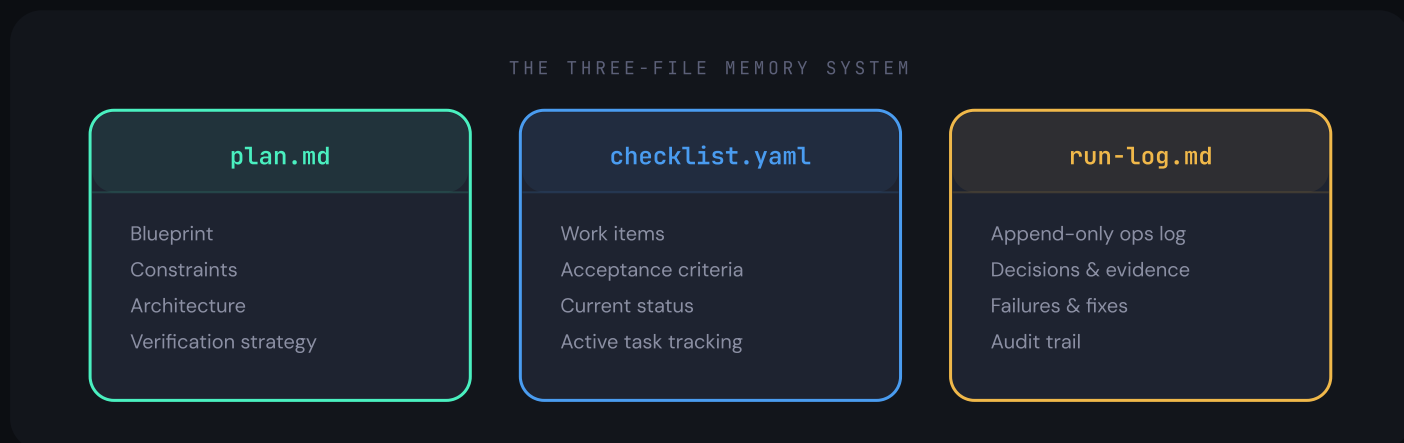 THE THREE-FILE MEMORY SYSTEM
plan.md
Blueprint
Constraints
Architecture
Verification strategy
checklist.yaml
Work items
Acceptance criteria
Current status
Active task tracking
run-log.md
Append-only ops log
Decisions & evidence
Failures & fixes
Audit trail